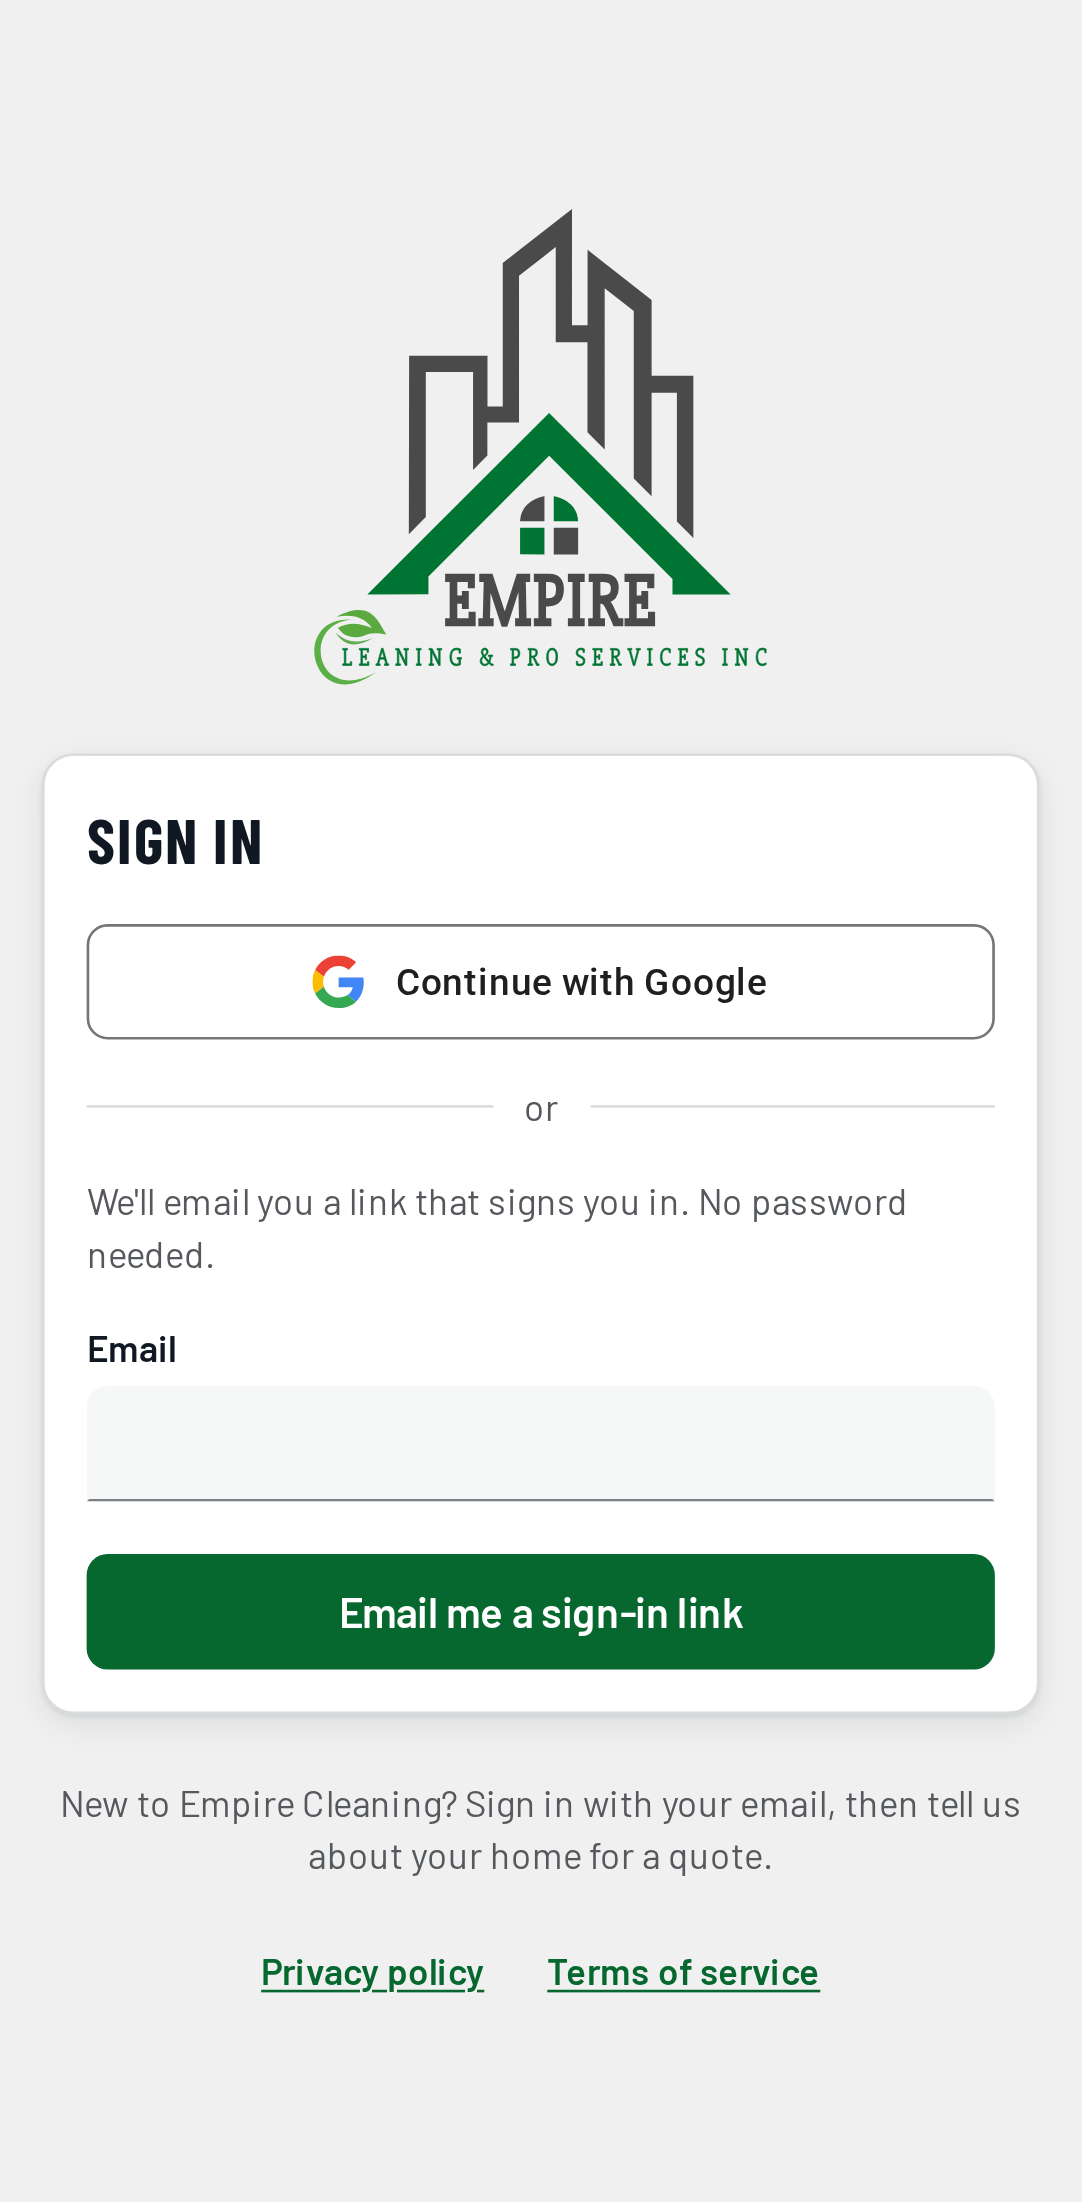 EMPIRE
CLEANING & PRO SERVICES INC
SIGN IN
Continue with Google
or
We'll email you a link that signs you in. No password
needed.
Email
Email me a sign-in link
New to Empire Cleaning? Sign in with your email, then tell us
about your home for a quote.
Privacy policy Terms of service